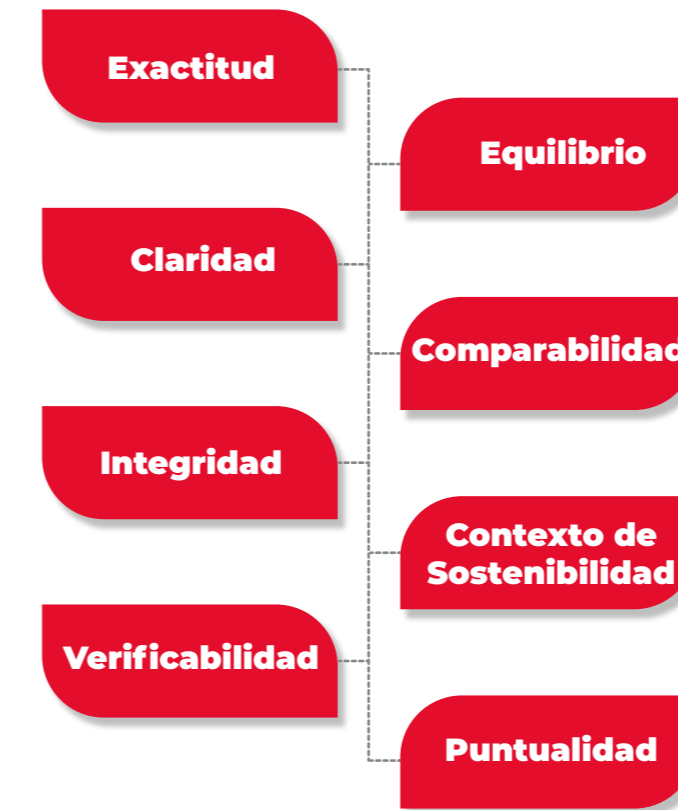 Exactitud
Equilibrio
Claridad
Comparabilidad
Integridad
Contexto de
Sostenibilidad
Verificabilidad
Puntualidad